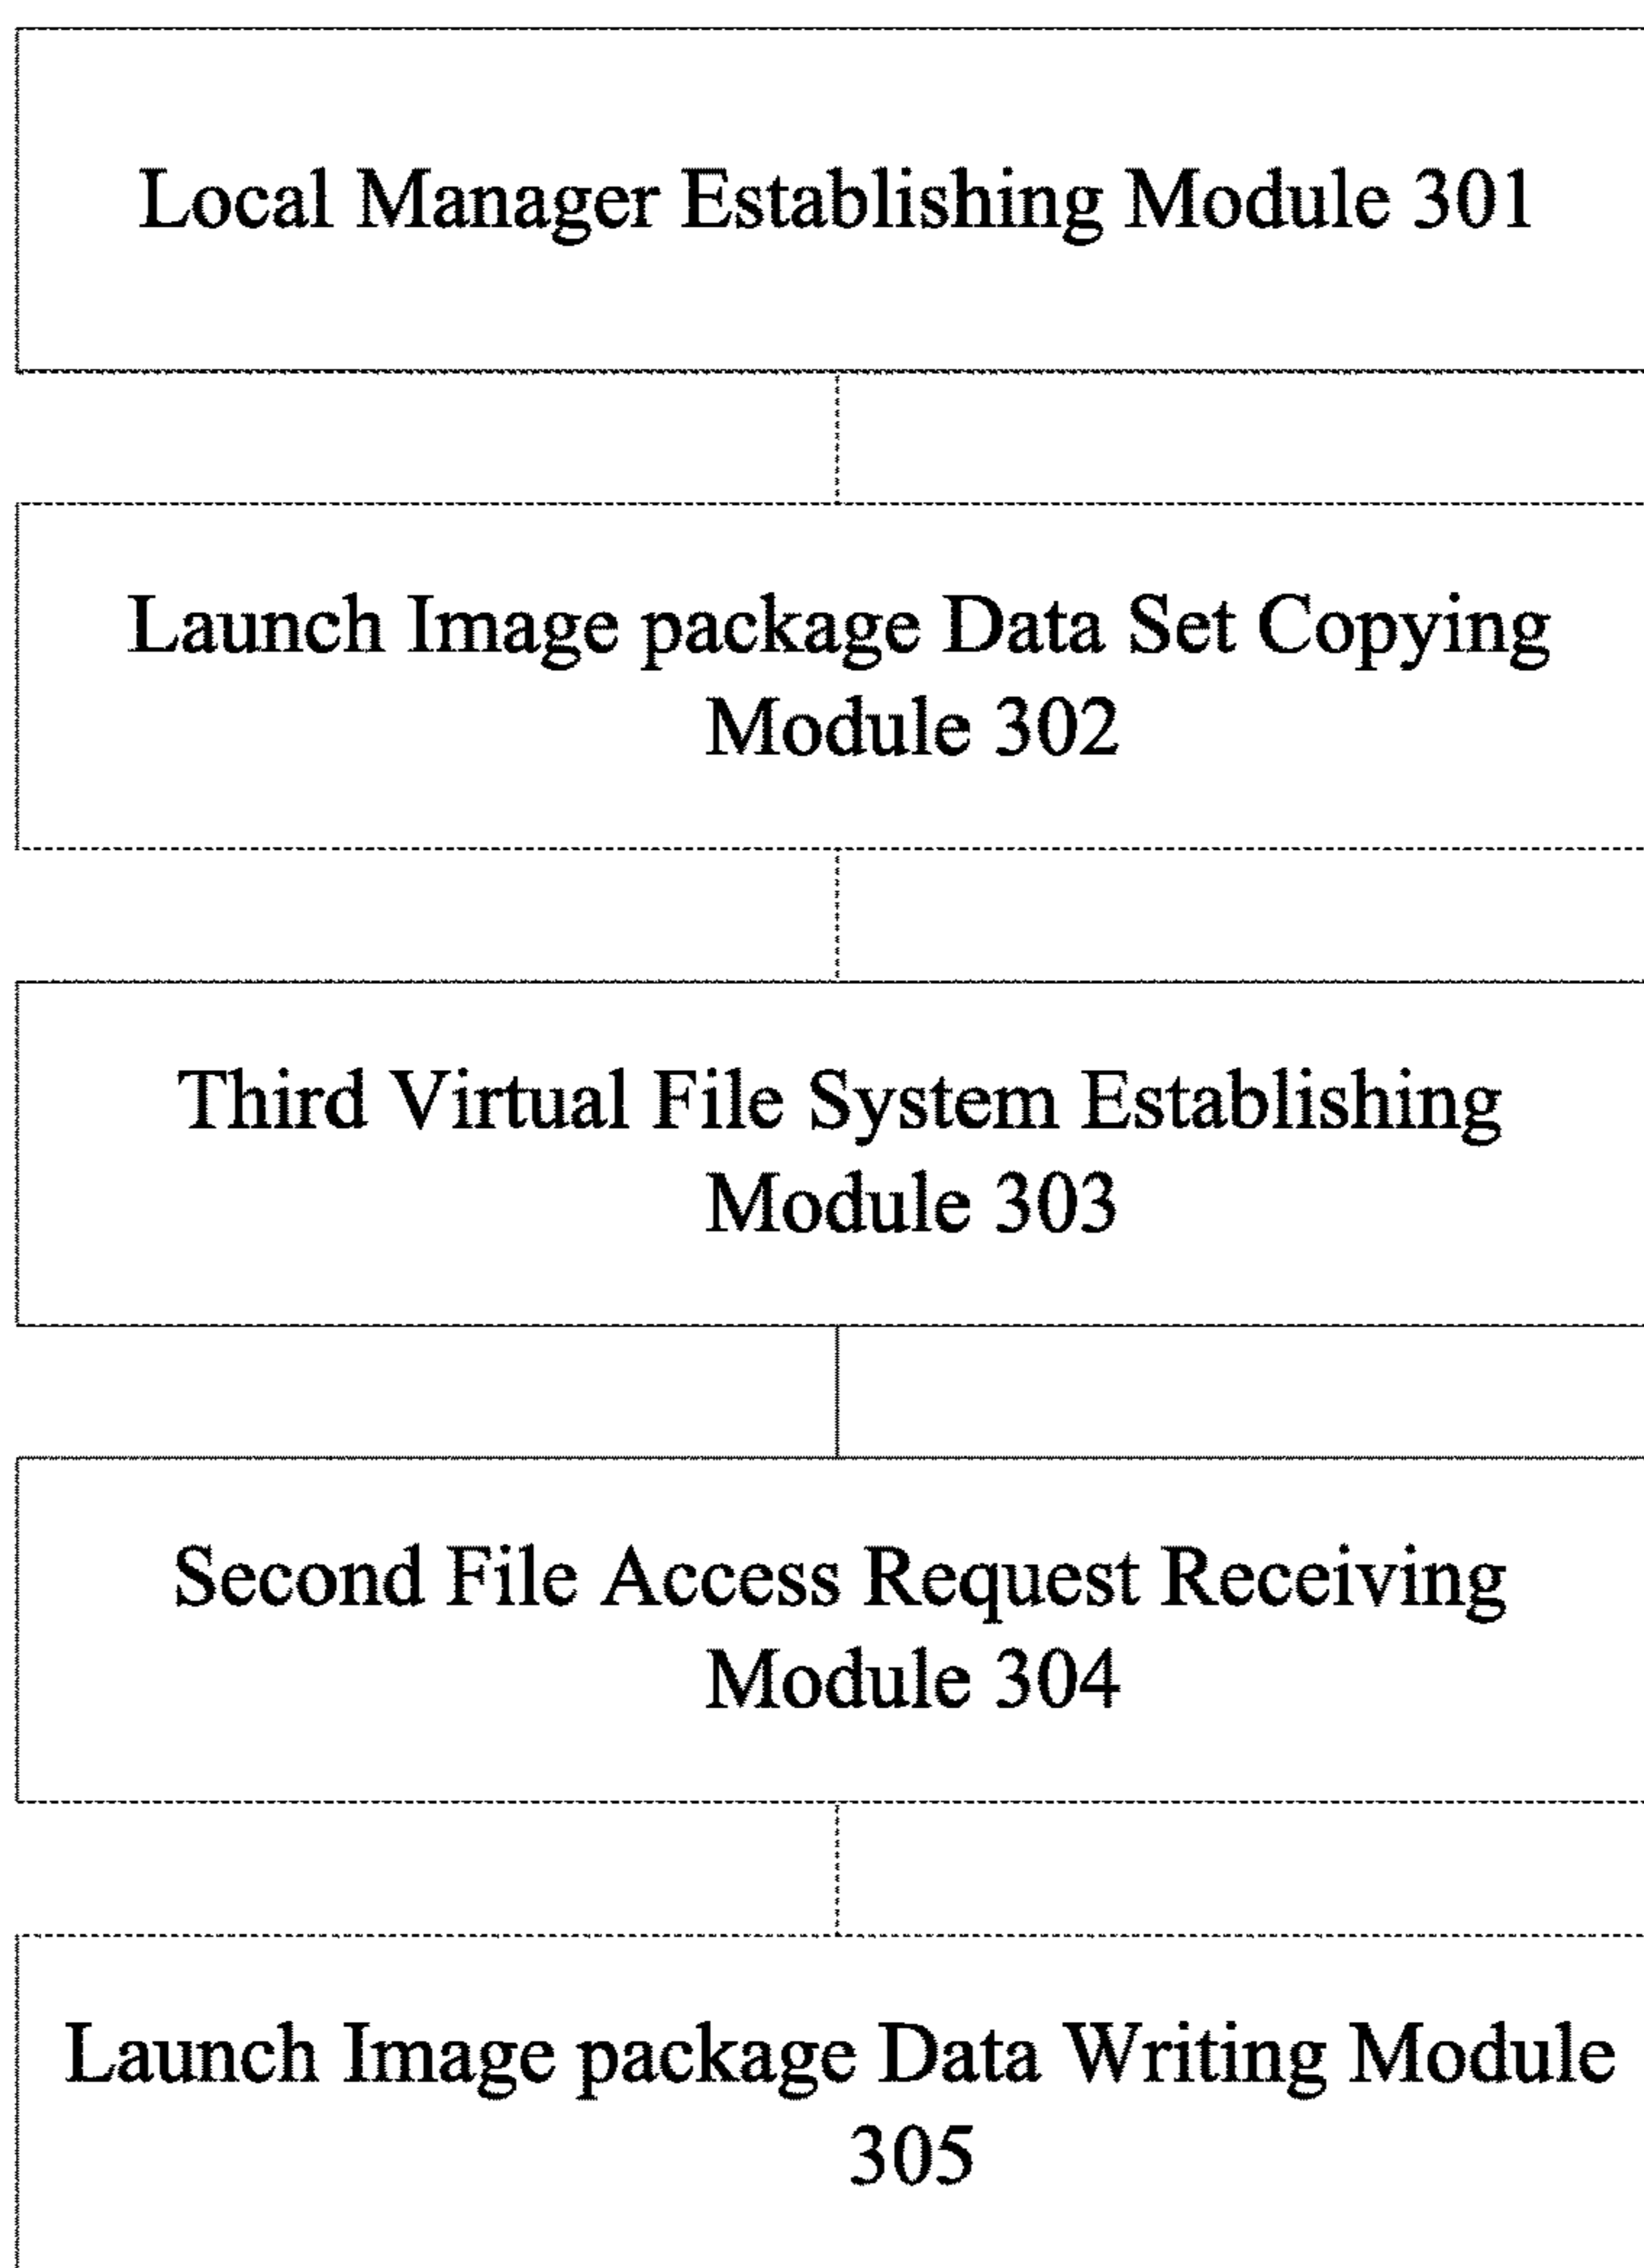 Local Manager Establishing Module 301
Launch Image package Data Set Copying
Module 302
Third Virtual File System Establishing
Module 303
Second File Access Request Receiving
Module 304
Launch Image package Data Writing Module
305